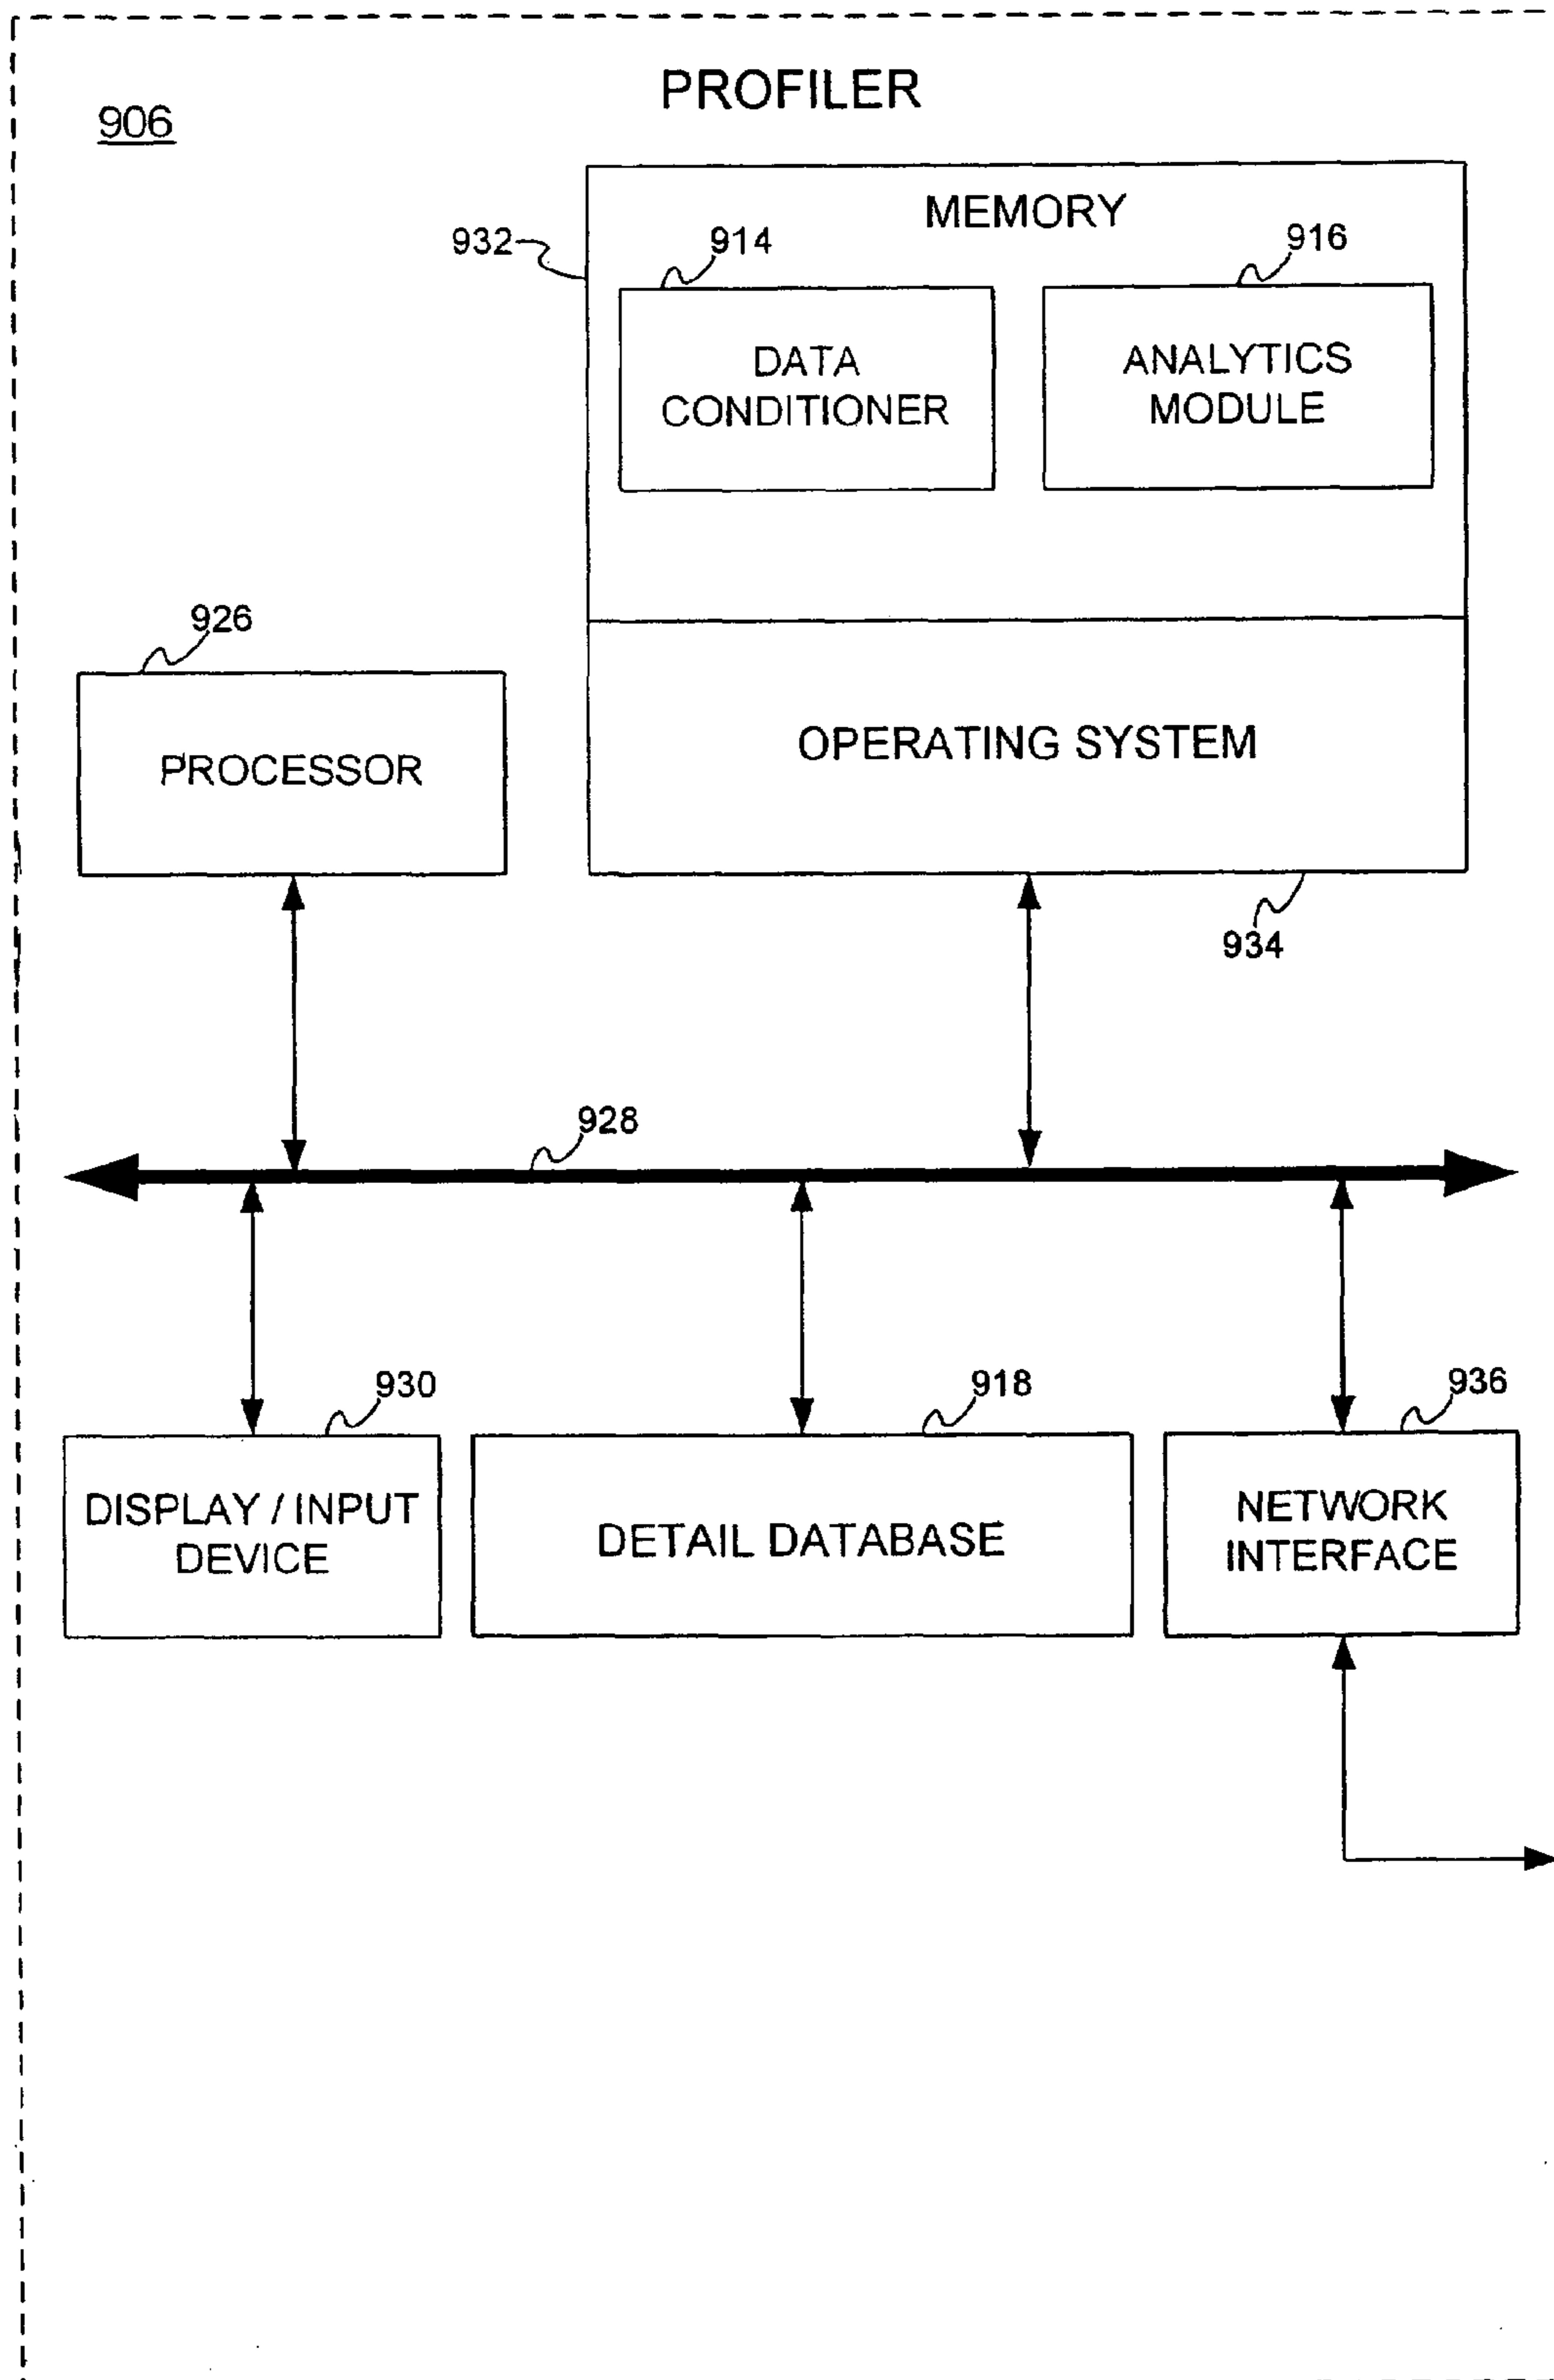 PROFILER
906
MEMORY
932
914
916
DATA
CONDITIONER
ANALYTICS
MODULE
926
PROCESSOR
OPERATING SYSTEM
934
928
930
918
936
DISPLAY / INPUT
DEVICE
DETAIL DATABASE
NETWORK
INTERFACE